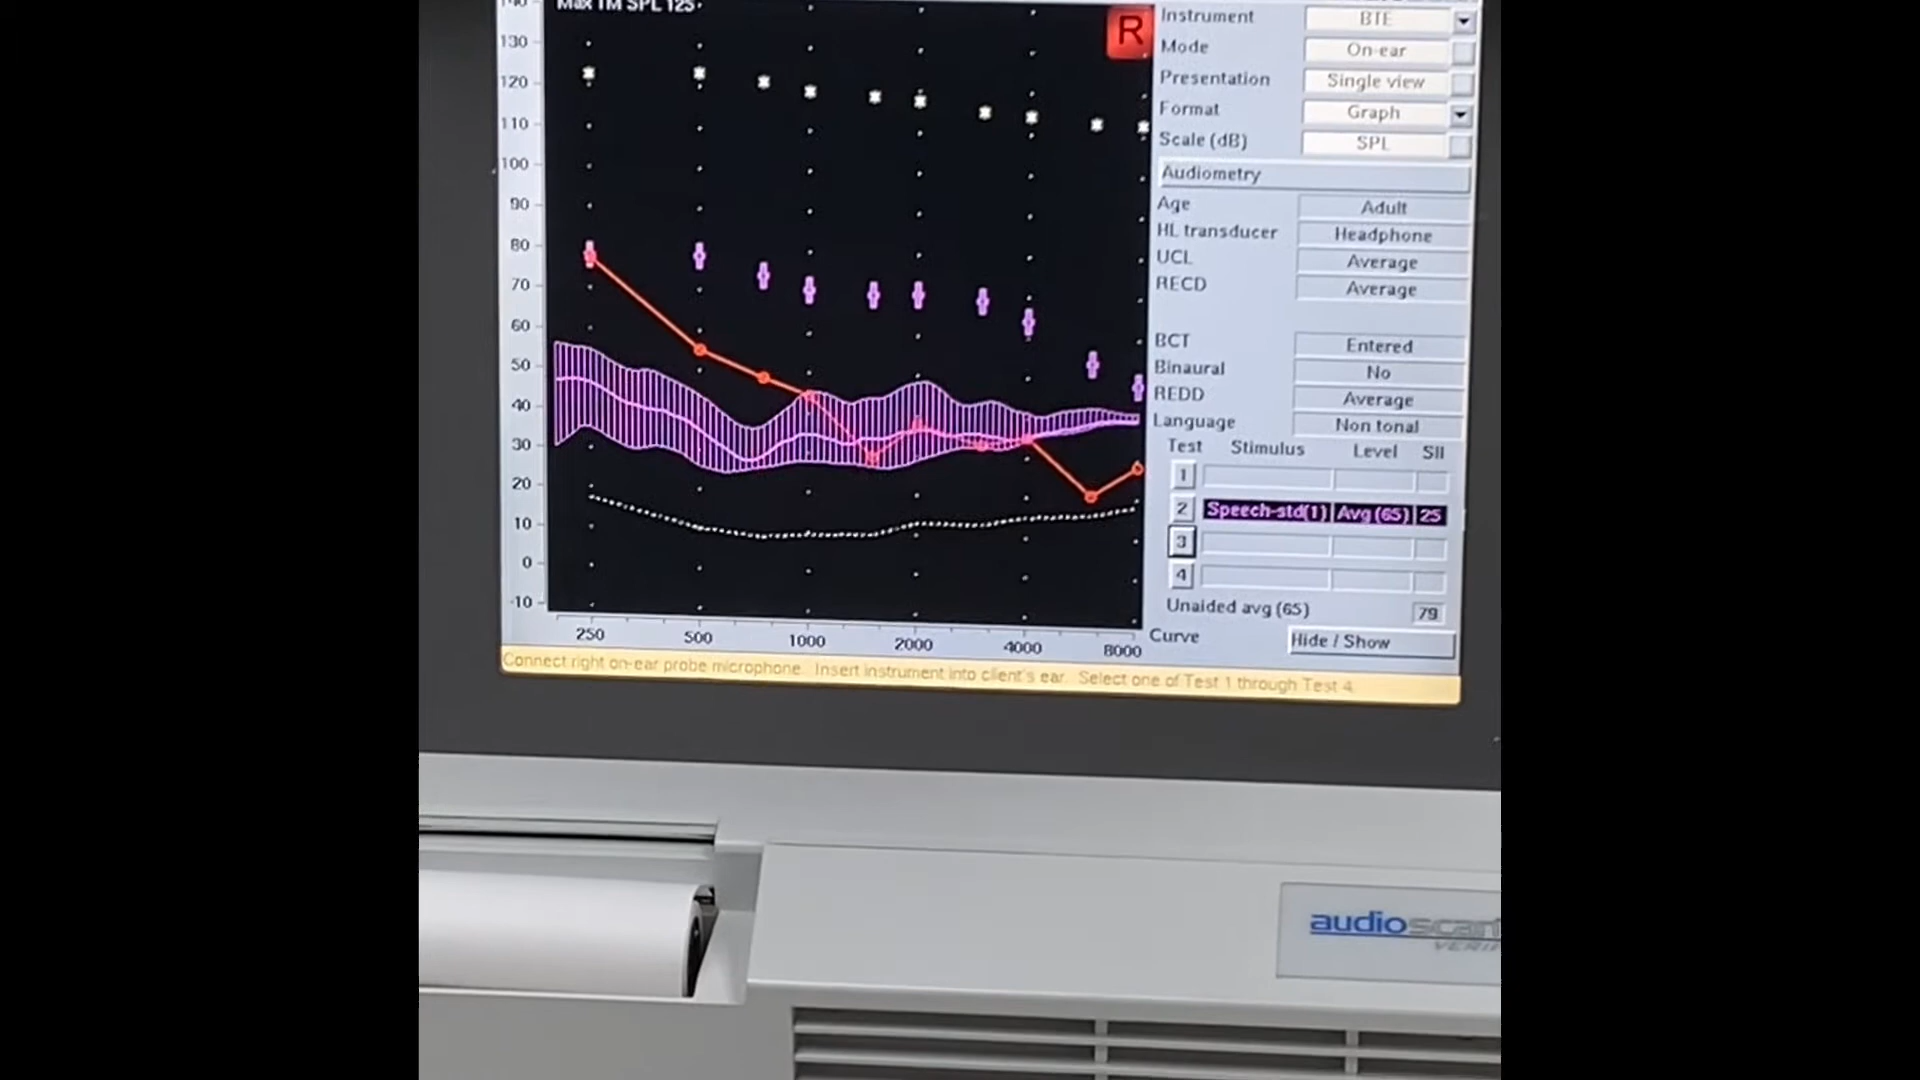 Max TM SPL 125
R
140
130
120
110
100
90
80
70
60
50
40
30
20
10
0
-10
250 500 1000 2000 4000 8000
Instrument BTE
Mode On-ear
Presentation Single view
Format Graph
Scale (dB) SPL
Audiometry
Age Adult
HL transducer Headphone
UCL Average
RECD Average
BCT Entered
Binaural No
REDD Average
Language Non tonal
Test Stimulus Level SII
1
2 Speech-std(1) Avg (65) 25
3
4
Unaided avg (65) 79
Curve Hide / Show
Connect right on-ear probe microphone. Insert instrument into client's ear. Select one of Test 1 through Test 4.
audioscan